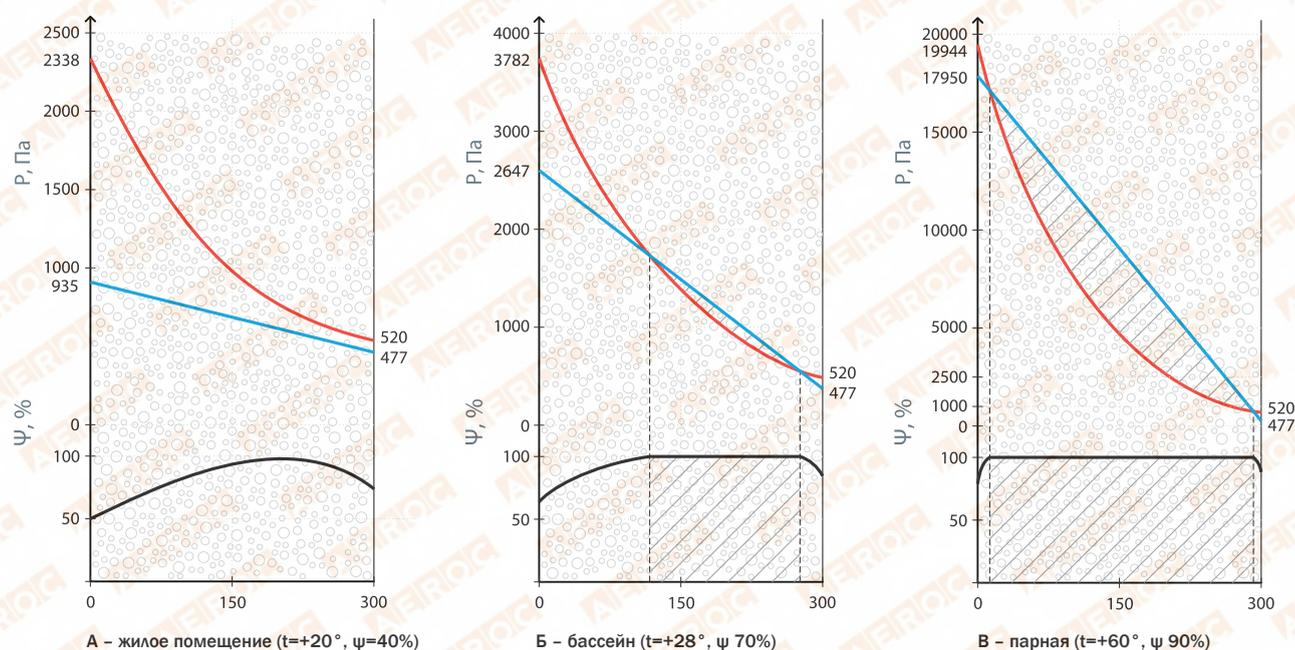 2500
2338
2000
P, Па
1500
1000
935
520
477
Ψ, %
0
100
50
0 150 300
А – жилое помещение (t=+20°, ψ=40%)
4000
3782
3000
P, Па
2647
2000
1000
520
477
Ψ, %
0
100
50
0 150 300
Б – бассейн (t=+28°, ψ 70%)
20000
19944
17950
15000
P, Па
10000
5000
2500
1000
520
477
Ψ, %
0
100
50
0 150 300
В – парная (t=+60°, ψ 90%)
AEROC